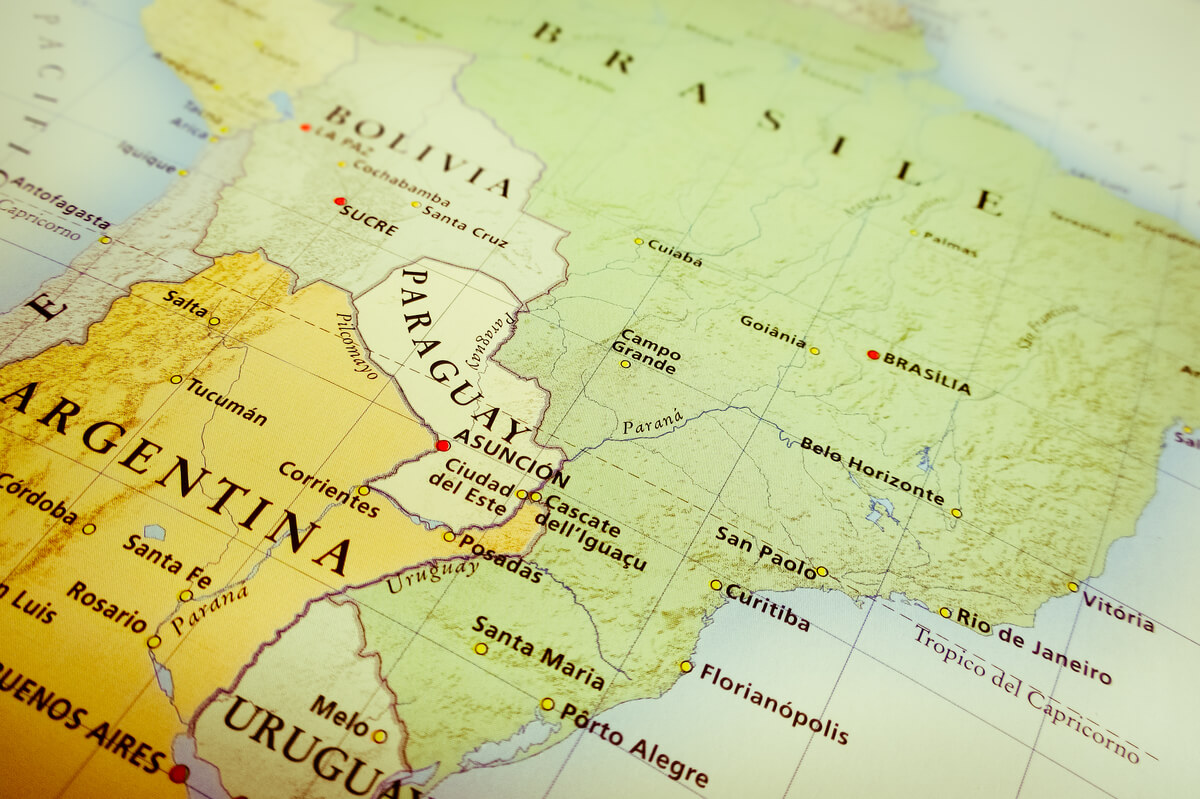 PACIFI
BRASILE
BOLIVIA
LA PAZ
Tacna
Arica
Iquique
Cochabamba
Santa Cruz
SUCRE
Antofagasta
Capricorno
Cuiabá
Palmas
E
Salta
Pilcomayo
PARAGUAY
Paraguay
Goiânia
BRASÍLIA
Campo
Grande
Tucumán
Paraná
ARGENTINA
ASUNCIÓN
Belo Horizonte
Corrientes
Ciudad
del Este
Cascate
dell'Iguaçu
Córdoba
Santa Fe
Posadas
Uruguay
San Paolo
Curitiba
Rio de Janeiro
Vitória
Tropico del Capricorno
n Luis
Rosario
Paraná
Santa Maria
Florianópolis
BUENOS AIRES
Melo
URUGUAY
Pôrto Alegre